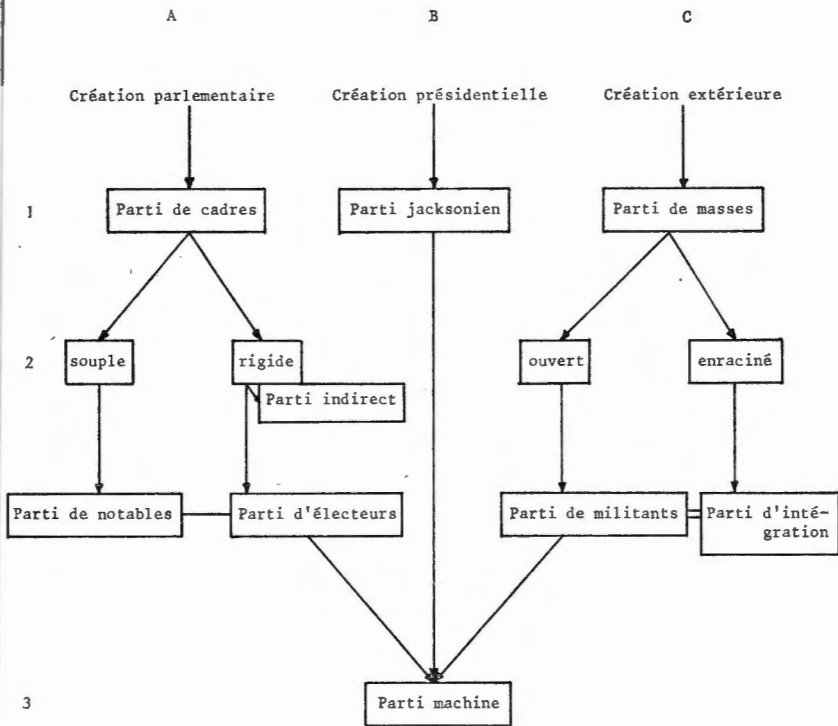 A B C
Création parlementaire Création présidentielle Création extérieure
1 Parti de cadres Parti jacksonien Parti de masses
2 souple rigide ouvert enraciné
Parti indirect
Parti de notables Parti d'électeurs Parti de militants Parti d'inté-
gration
3 Parti machine